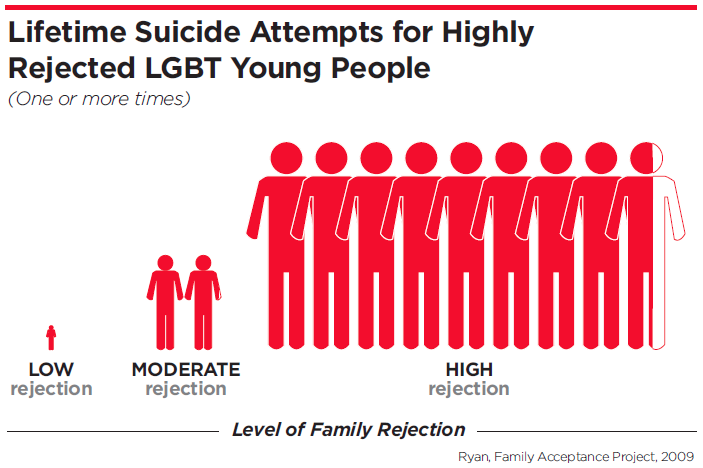 Lifetime Suicide Attempts for Highly
Rejected LGBT Young People
(One or more times)
LOW
rejection
MODERATE
rejection
HIGH
rejection
Level of Family Rejection
Ryan, Family Acceptance Project, 2009